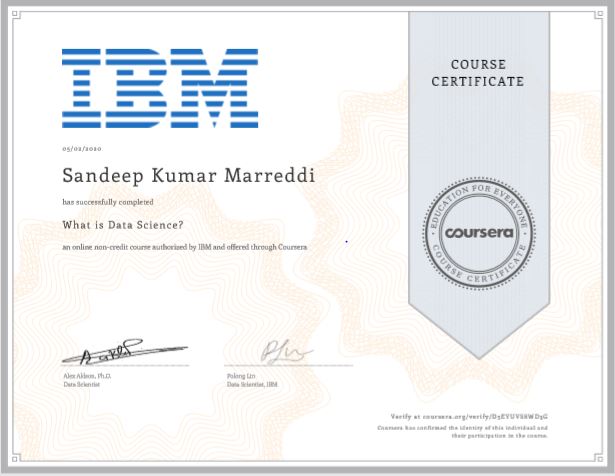 IBM
COURSE
CERTIFICATE
05/02/2020
Sandeep Kumar Marreddi
has successfully completed
What is Data Science?
an online non-credit course authorized by IBM and offered through Coursera
EDUCATION FOR EVERYONE
coursera
COURSE CERTIFICATE
Alex Aklson, Ph.D.
Data Scientist
Polong Lin
Data Scientist, IBM
Verify at coursera.org/verify/D5EYUVS8WD3G
Coursera has confirmed the identity of this individual and
their participation in the course.